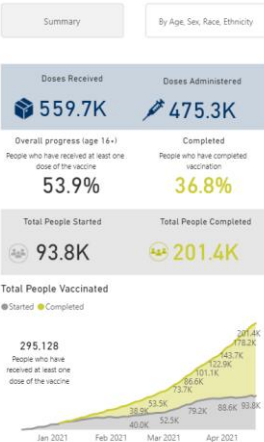 Summary
By Age, Sex, Race, Ethnicity
Doses Received
Doses Administered
559.7K
475.3K
Overall progress (age 16+)
Completed
People who have received at least one
dose of the vaccine
People who have completed
vaccination
53.9%
36.8%
Total People Started
Total People Completed
93.8K
201.4K
Total People Vaccinated
Started Completed
295,128
People who have
received at least one
dose of the vaccine
201.4K
178.2K
143.7K
122.9K
101.1K
86.6K
73.7K
53.5K
38.9K
40.0K
52.5K
79.2K
88.6K
93.8K
Jan 2021 Feb 2021 Mar 2021 Apr 2021